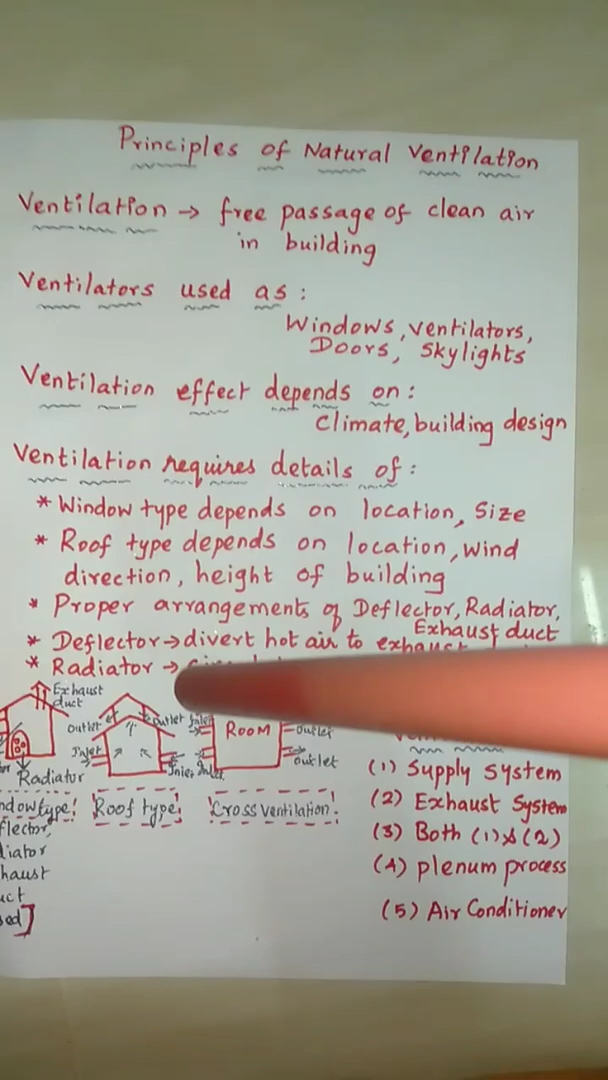 Principles of Natural Ventilation
Ventilation → free passage of clean air
in building
Ventilators used as :
Windows, ventilators,
Doors, Skylights
Ventilation effect depends on :
climate, building design
Ventilation requires details of :
* Window type depends on location, Size
* Roof type depends on location, wind
direction, height of building
* Proper arrangements of Deflector, Radiator,
Exhaust duct
* Deflector → divert hot air to exhaust
* Radiator →
Exhaust
duct
Radiator
outlet
outlet
Inlet
Inlet
Inlet
Inlet
ROOM
outlet
outlet
Roof type
Cross ventilation.
(1) Supply system
(2) Exhaust System
(3) Both (1) & (2)
(4) plenum process
(5) Air Conditioner